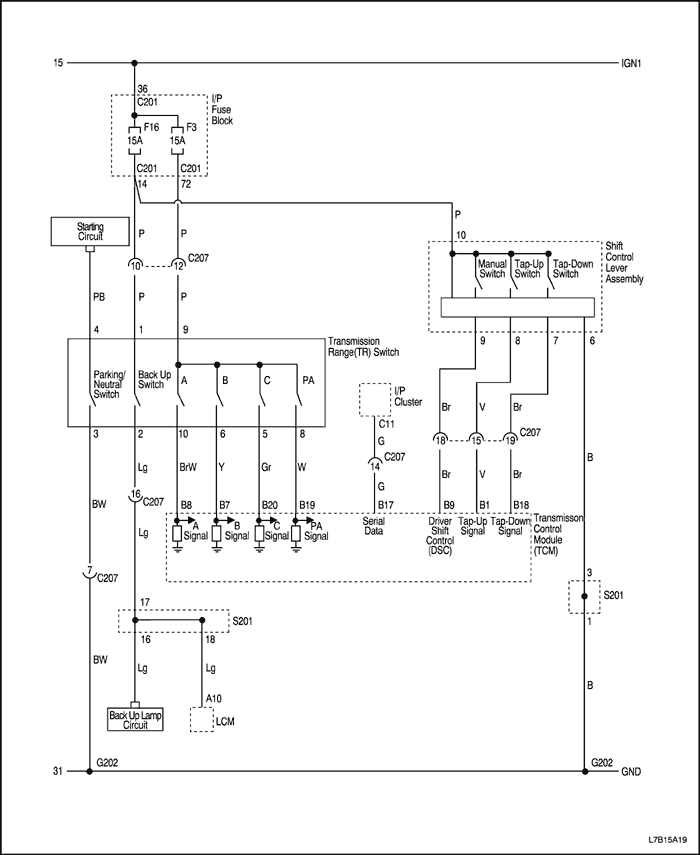 15
IGN1
36
C201
I/P
Fuse
Block
F16
F3
15A
15A
C201
C201
14
72
Starting
Circuit
P
10
Shift
Control
Lever
Assembly
Manual
Switch
Tap-Up
Switch
Tap-Down
Switch
P
P
10
12
C207
PB
P
P
4
1
9
9
8
7
6
Transmission
Range(TR) Switch
Parking/
Neutral
Switch
Back Up
Switch
A
B
C
PA
I/P
Cluster
C11
Br
V
Br
3
2
10
6
5
8
G
18
15
19
C207
14
C207
B
Lg
BrW
Y
Gr
W
G
Br
V
Br
16
C207
BW
B8
B7
B20
B19
B17
B9
B1
B18
A
Signal
B
Signal
C
Signal
PA
Signal
Serial
Data
Driver
Shift
Control
(DSC)
Tap-Up
Signal
Tap-Down
Signal
Transmisson
Control
Module
(TCM)
Lg
7
C207
3
S201
1
17
S201
16
18
BW
Lg
Lg
B
A10
LCM
Back Up Lamp
Circuit
31
G202
G202
GND
L7B15A19